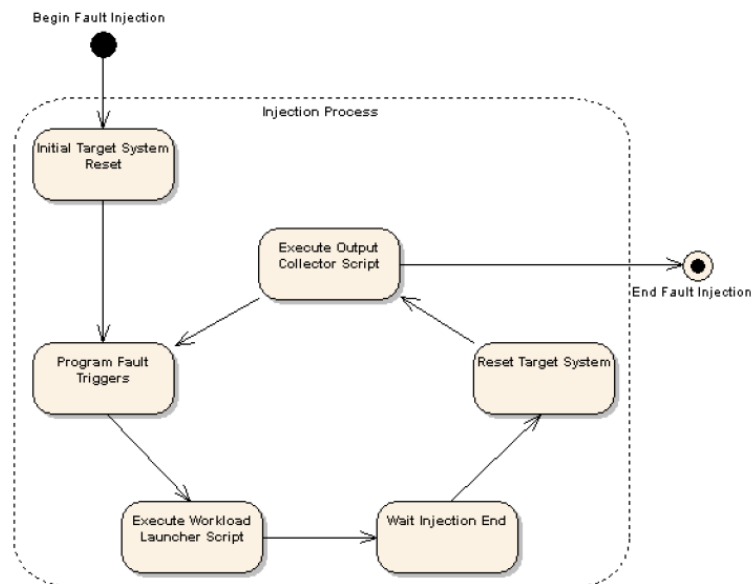 Begin Fault Injection
Injection Process
Initial Target System
Reset
Execute Output
Collector Script
End Fault Injection
Program Fault
Triggers
Reset Target System
Execute Workload
Launcher Script
Wait Injection End